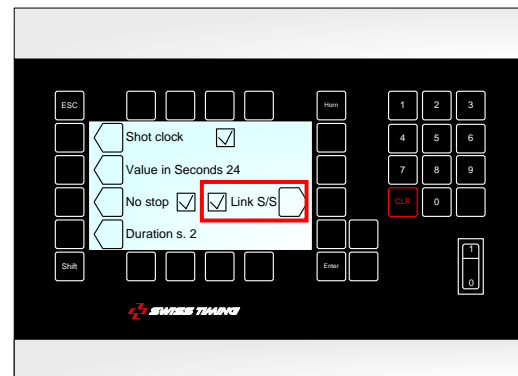 ESC
Horn
1 2 3
Shot clock
4 5 6
Value in Seconds 24
7 8 9
No stop Link S/S
CLR 0
Duration s. 2
Shift
Enter
1
0
SWISS TIMING